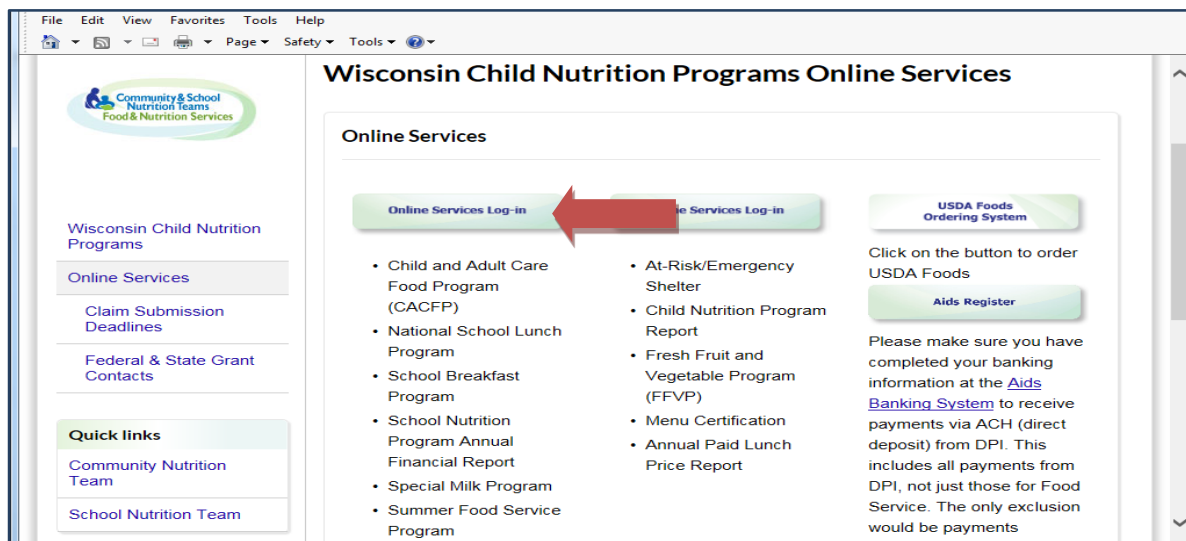 File Edit View Favorites Tools Help
Page Safety Tools
Community & School
Nutrition Teams
Food & Nutrition Services
Wisconsin Child Nutrition
Programs
Online Services
Claim Submission
Deadlines
Federal & State Grant
Contacts
Quick links
Community Nutrition
Team
School Nutrition Team
Wisconsin Child Nutrition Programs Online Services
Online Services
Online Services Log-in
• Child and Adult Care
Food Program
(CACFP)
• National School Lunch
Program
• School Breakfast
Program
• School Nutrition
Program Annual
Financial Report
• Special Milk Program
• Summer Food Service
Program
Services Log-in
• At-Risk/Emergency
Shelter
• Child Nutrition Program
Report
• Fresh Fruit and
Vegetable Program
(FFVP)
• Menu Certification
• Annual Paid Lunch
Price Report
USDA Foods
Ordering System
Click on the button to order
USDA Foods
Aids Register
Please make sure you have
completed your banking
information at the Aids
Banking System to receive
payments via ACH (direct
deposit) from DPI. This
includes all payments from
DPI, not just those for Food
Service. The only exclusion
would be payments